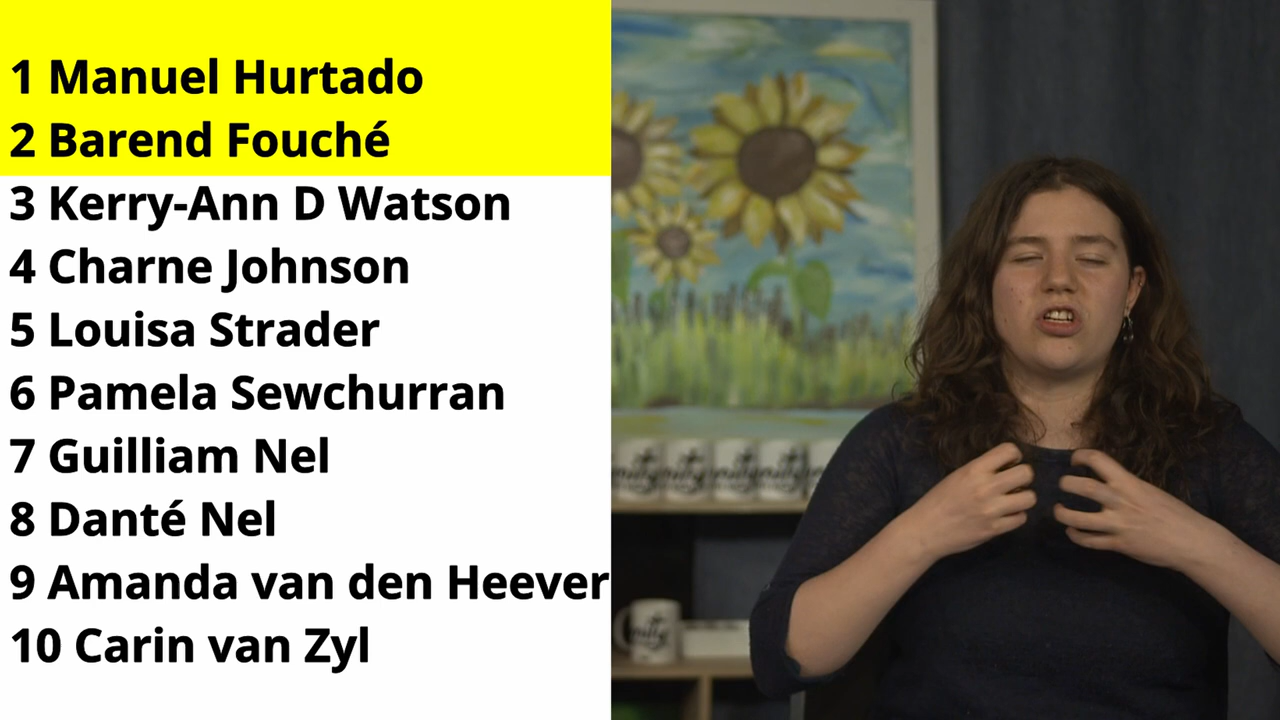 1 Manuel Hurtado
2 Barend Fouché
3 Kerry-Ann D Watson
4 Charne Johnson
5 Louisa Strader
6 Pamela Sewchurran
7 Guilliam Nel
8 Danté Nel
9 Amanda van den Heever
10 Carin van Zyl